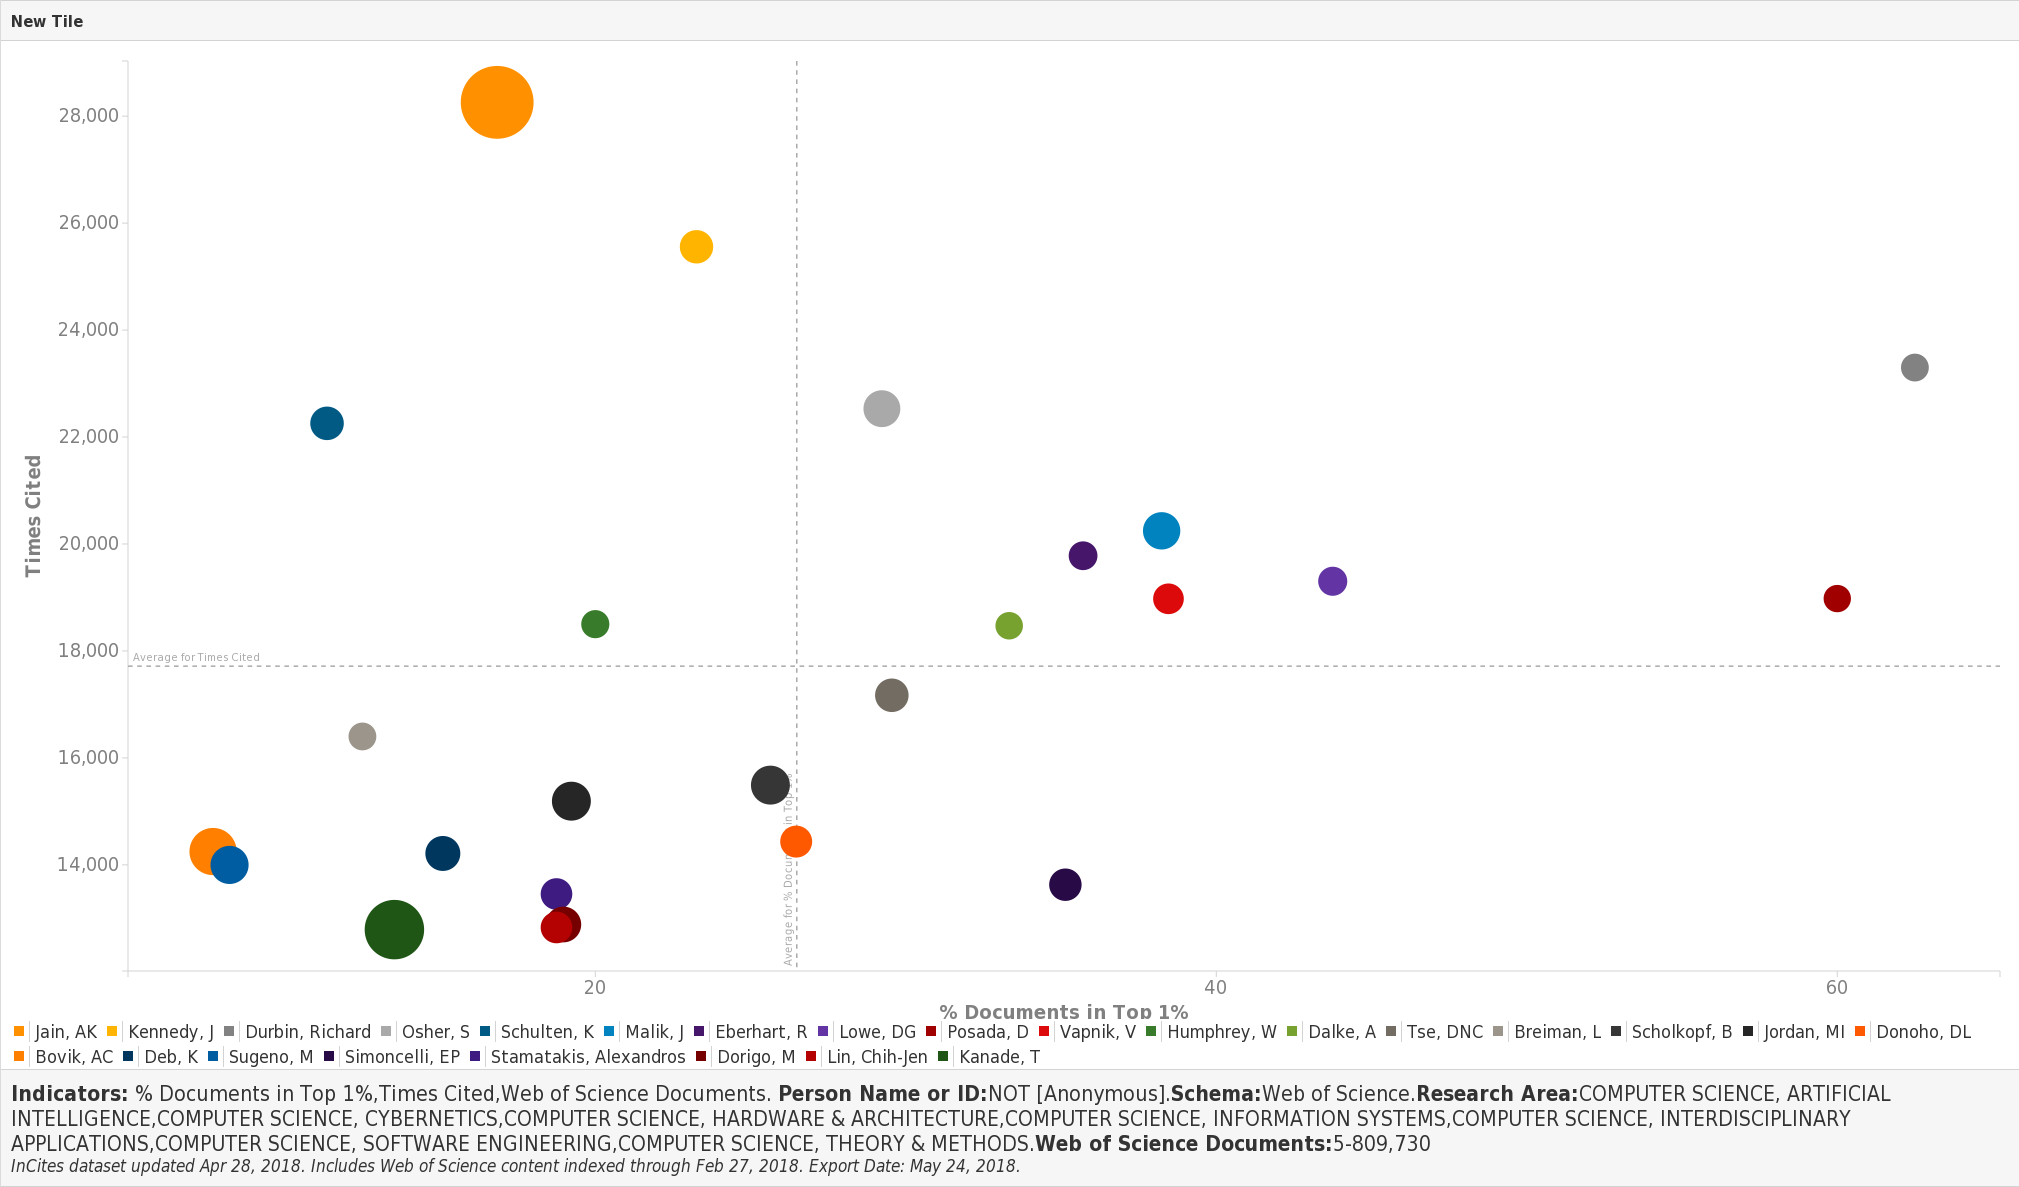 New Tile
28,000
26,000
24,000
22,000
20,000
18,000
16,000
14,000
Times Cited
Average for Times Cited
Average for % Documents in Top 1%
20
40
60
% Documents in Top 1%
Jain, AK Kennedy, J Durbin, Richard Osher, S Schulten, K Malik, J Eberhart, R Lowe, DG Posada, D Vapnik, V Humphrey, W Dalke, A Tse, DNC Breiman, L Scholkopf, B Jordan, MI Donoho, DL
Bovik, AC Deb, K Sugeno, M Simoncelli, EP Stamatakis, Alexandros Dorigo, M Lin, Chih-Jen Kanade, T
Indicators: % Documents in Top 1%,Times Cited,Web of Science Documents. Person Name or ID:NOT [Anonymous].Schema:Web of Science.Research Area:COMPUTER SCIENCE, ARTIFICIAL
INTELLIGENCE,COMPUTER SCIENCE, CYBERNETICS,COMPUTER SCIENCE, HARDWARE & ARCHITECTURE,COMPUTER SCIENCE, INFORMATION SYSTEMS,COMPUTER SCIENCE, INTERDISCIPLINARY
APPLICATIONS,COMPUTER SCIENCE, SOFTWARE ENGINEERING,COMPUTER SCIENCE, THEORY & METHODS.Web of Science Documents:5-809,730
InCites dataset updated Apr 28, 2018. Includes Web of Science content indexed through Feb 27, 2018. Export Date: May 24, 2018.